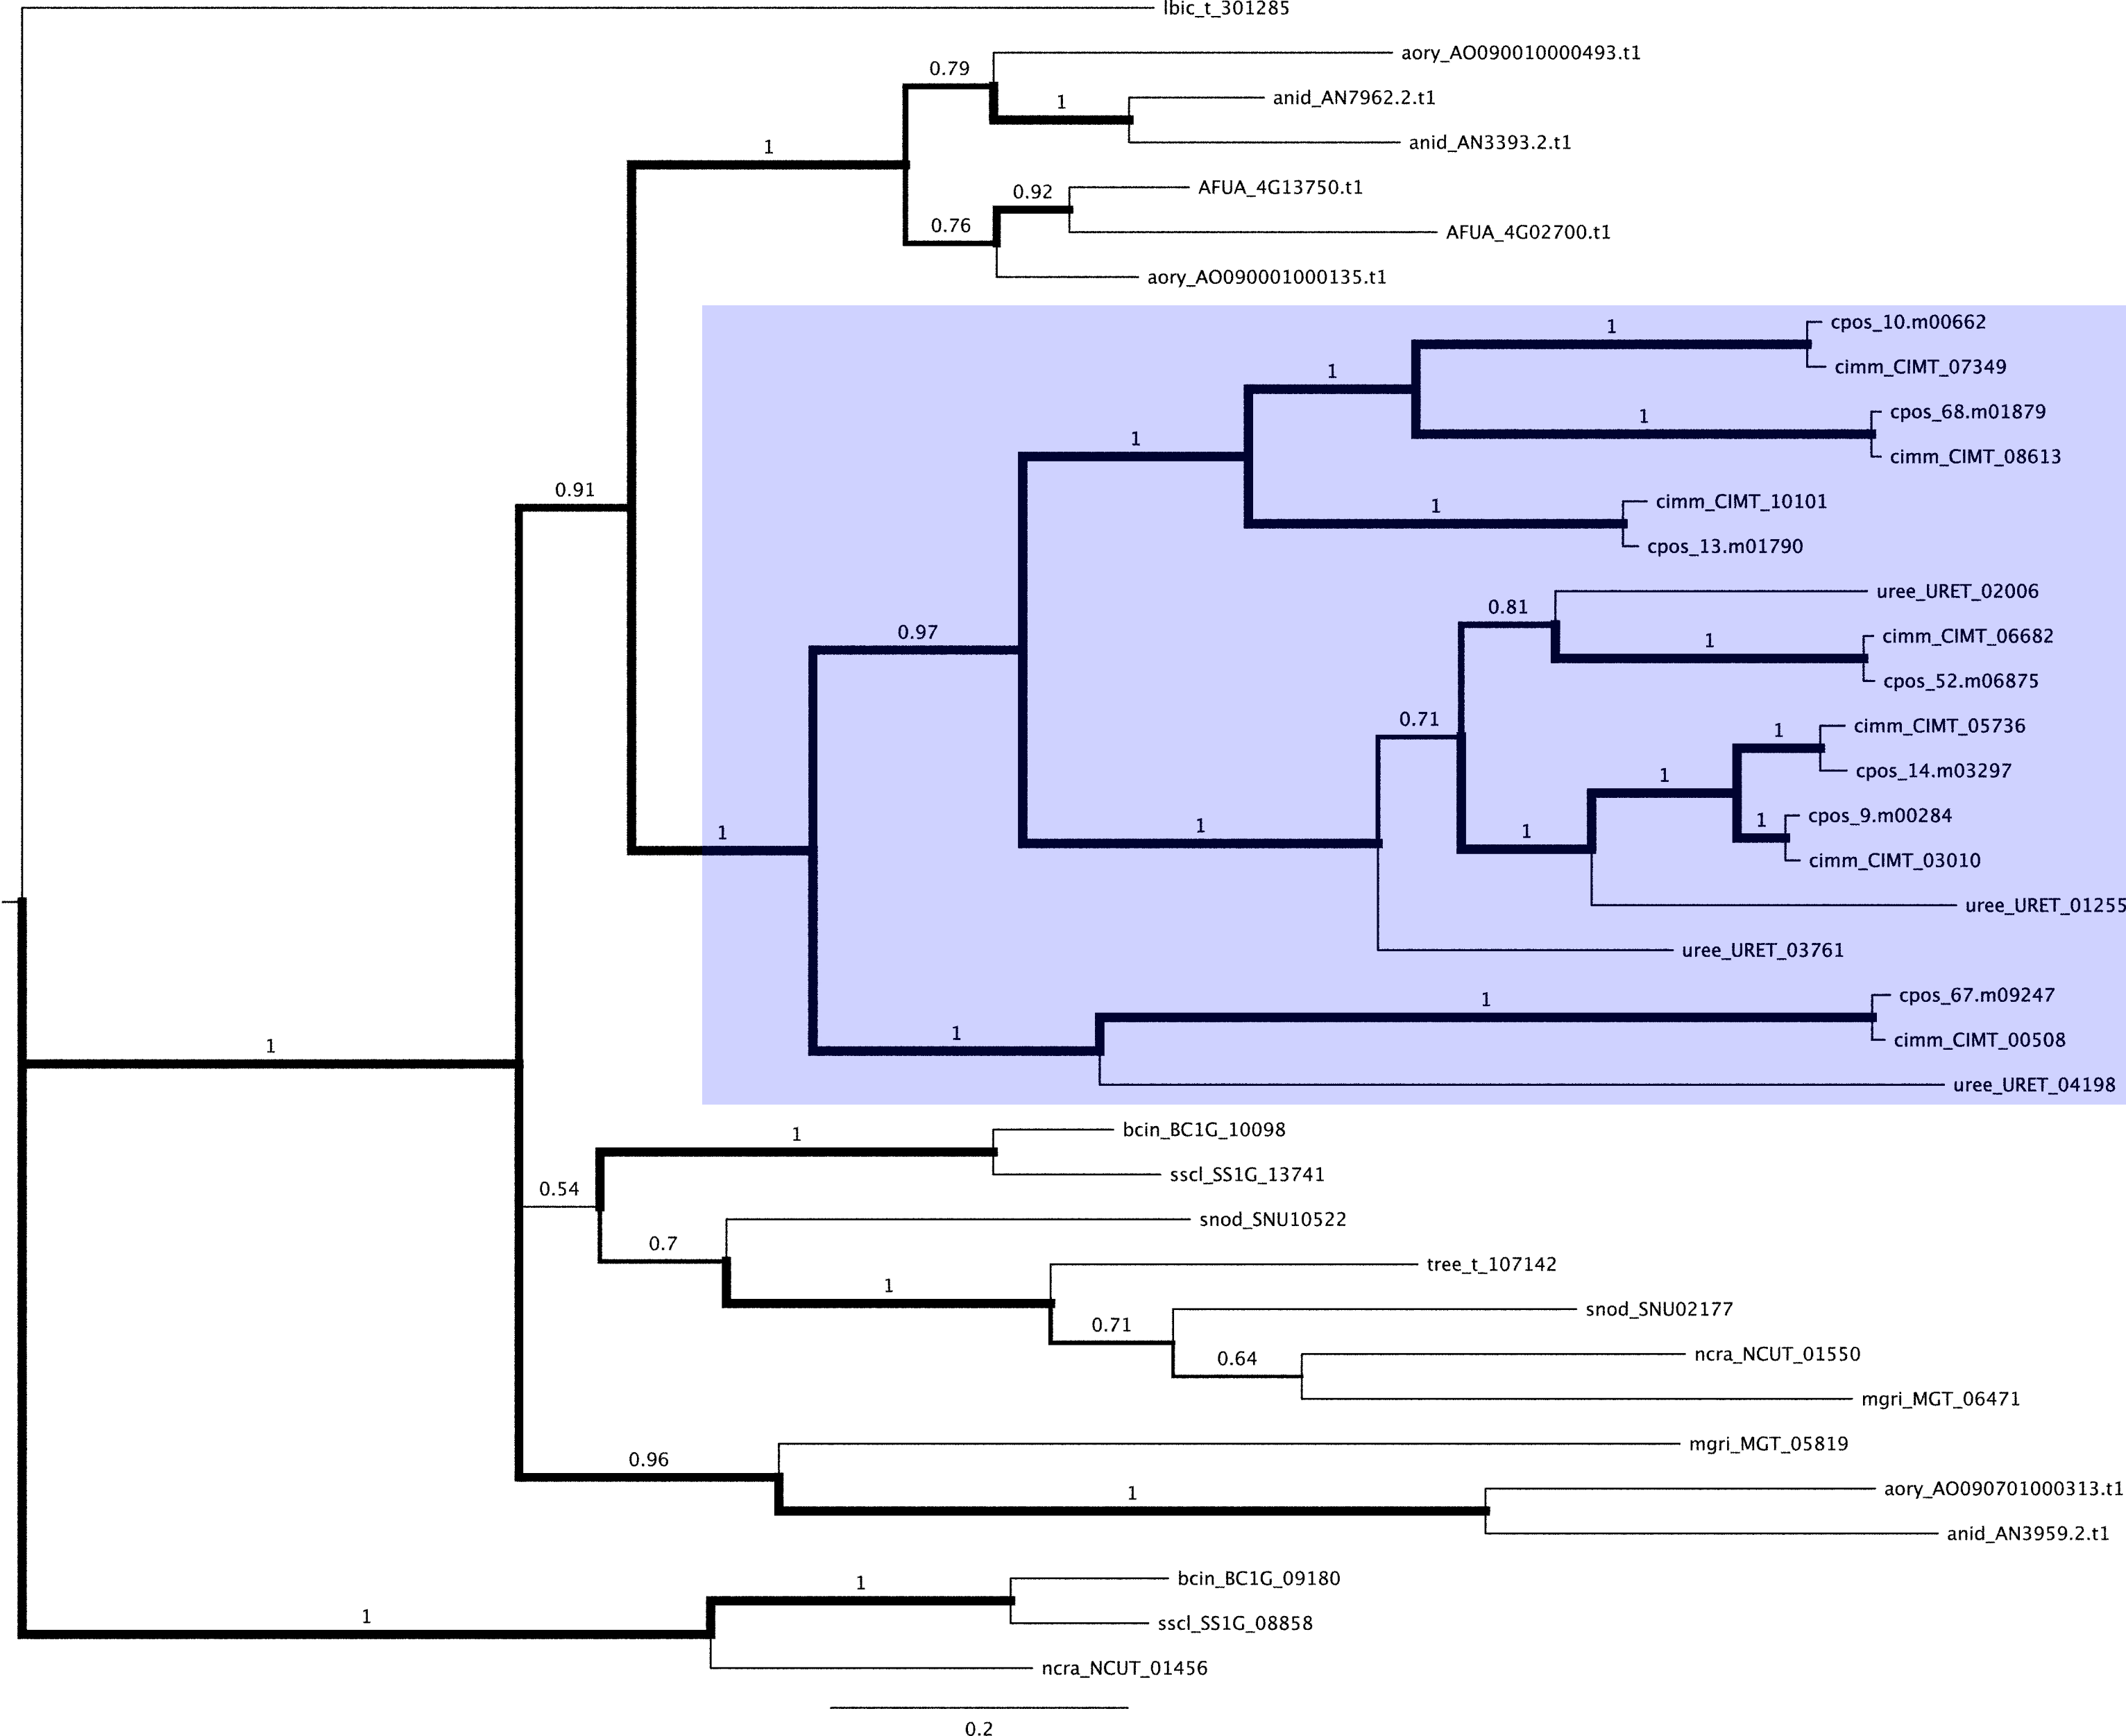 lbic_t_301285
aory_AO090010000493.t1
0.79
anid_AN7962.2.t1
1
anid_AN3393.2.t1
1
AFUA_4G13750.t1
0.92
AFUA_4G02700.t1
0.76
aory_AO090001000135.t1
cpos_10.m00662
1
cimm_CIMT_07349
1
cpos_68.m01879
1
1
cimm_CIMT_08613
0.91
cimm_CIMT_10101
1
cpos_13.m01790
uree_URET_02006
0.81
0.97
cimm_CIMT_06682
1
cpos_52.m06875
0.71
cimm_CIMT_05736
1
cpos_14.m03297
1
cpos_9.m00284
1
1
1
1
cimm_CIMT_03010
uree_URET_01255
uree_URET_03761
cpos_67.m09247
1
1
cimm_CIMT_00508
1
uree_URET_04198
bcin_BC1G_10098
1
sscl_SS1G_13741
0.54
snod_SNU10522
0.7
tree_t_107142
1
snod_SNU02177
0.71
ncra_NCUT_01550
0.64
mgri_MGT_06471
mgri_MGT_05819
0.96
aory_AO090701000313.t1
1
anid_AN3959.2.t1
bcin_BC1G_09180
1
sscl_SS1G_08858
1
ncra_NCUT_01456
0.2